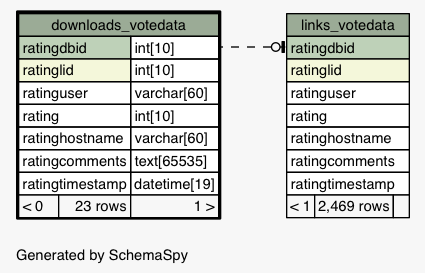 downloads_votedata
ratingdbid int[10]
ratinglid int[10]
ratinguser varchar[60]
rating int[10]
ratinghostname varchar[60]
ratingcomments text[65535]
ratingtimestamp datetime[19]
< 0 23 rows 1 >
links_votedata
ratingdbid
ratinglid
ratinguser
rating
ratinghostname
ratingcomments
ratingtimestamp
< 1 2,469 rows
Generated by SchemaSpy